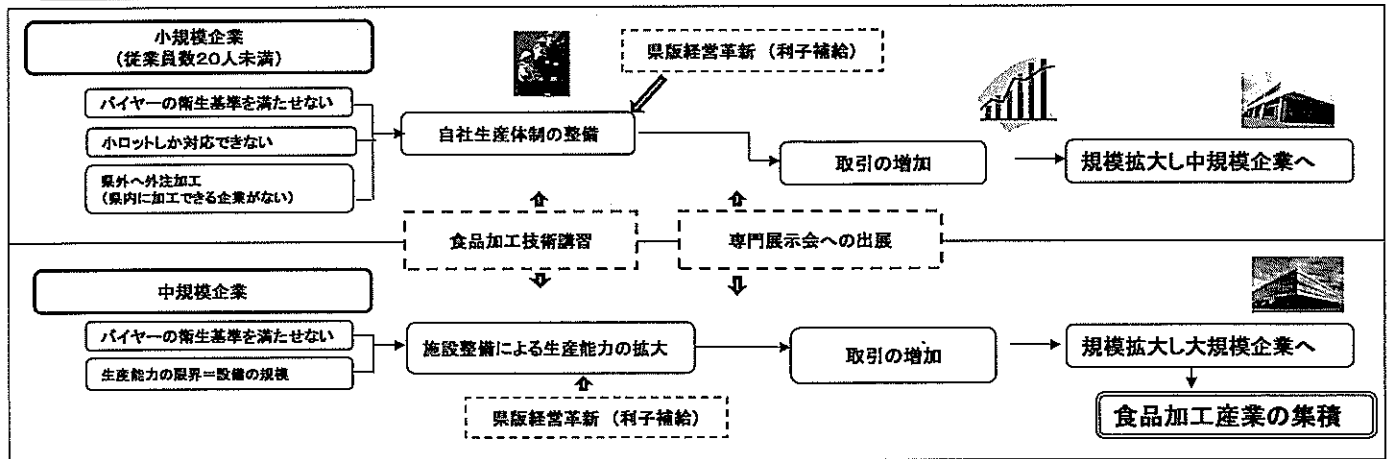 小規模企業
(従業員数20人未満)
県版経営革新 (利子補給)
バイヤーの衛生基準を満たせない
小ロットしか対応できない
県外へ外注加工
(県内に加工できる企業がない)
自社生産体制の整備
取引の増加
規模拡大し中規模企業へ
食品加工技術講習
専門展示会への出展
中規模企業
バイヤーの衛生基準を満たせない
生産能力の限界=設備の規模
施設整備による生産能力の拡大
取引の増加
規模拡大し大規模企業へ
県版経営革新 (利子補給)
食品加工産業の集積